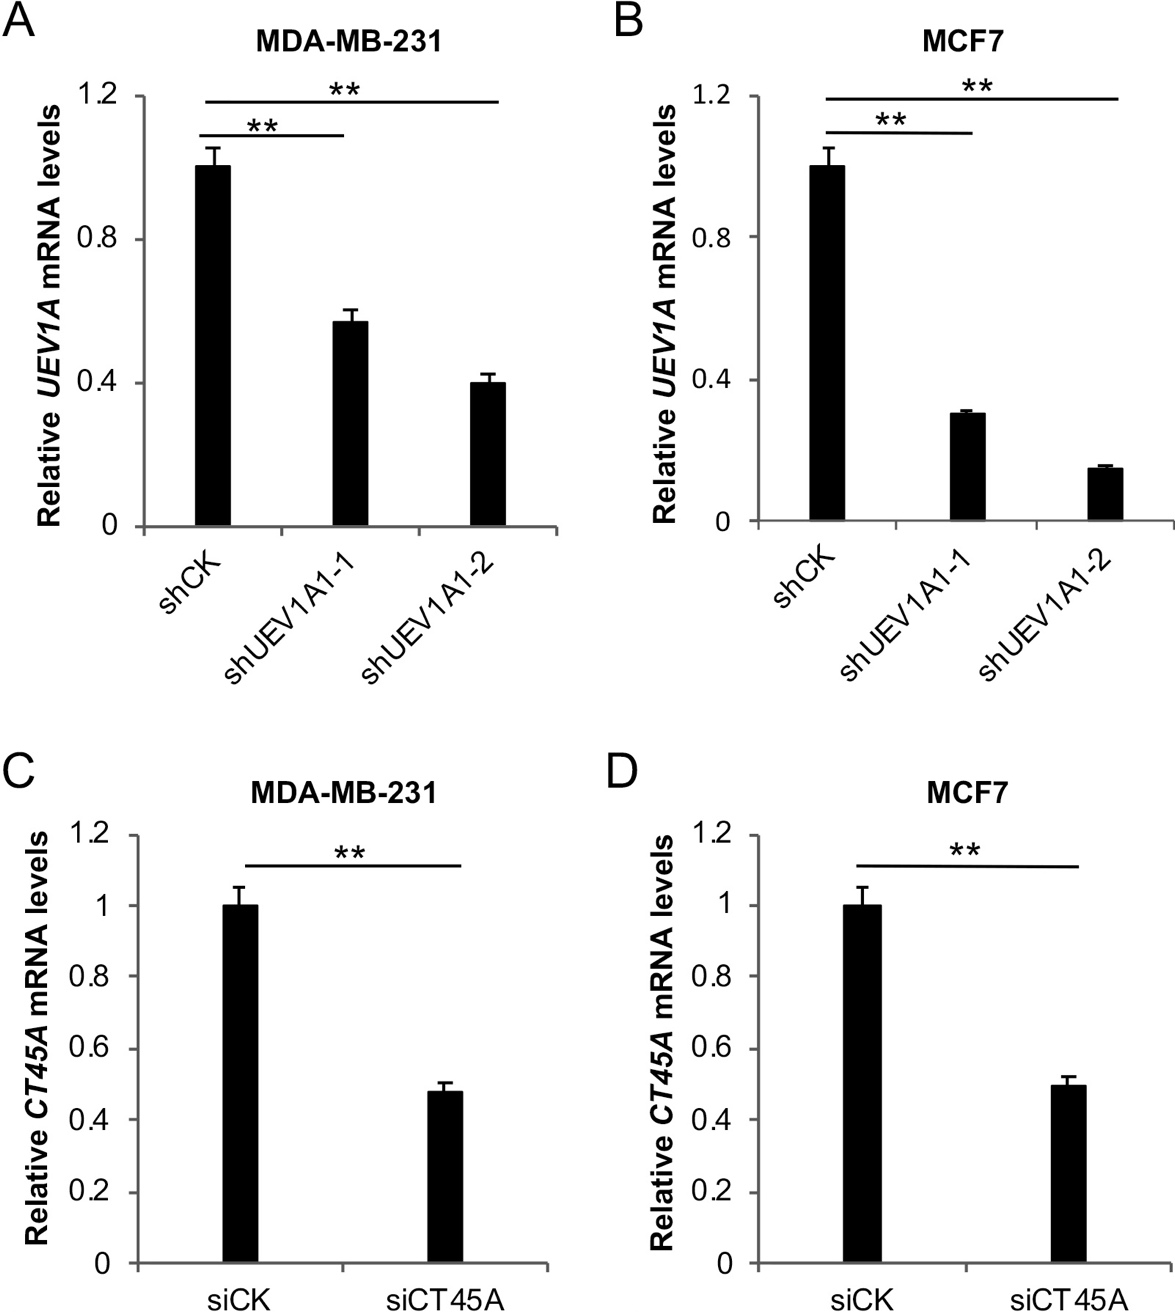 A
MDA-MB-231
Relative UEV1A mRNA levels
1.2
0.8
0.4
0
**
**
shCK
shUEV1A1-1
shUEV1A1-2
B
MCF7
Relative UEV1A mRNA levels
1.2
0.8
0.4
0
**
**
shCK
shUEV1A1-1
shUEV1A1-2
C
MDA-MB-231
Relative CT45A mRNA levels
1.2
1
0.8
0.6
0.4
0.2
0
**
siCK
siCT45A
D
MCF7
Relative CT45A mRNA levels
1.2
1
0.8
0.6
0.4
0.2
0
**
siCK
siCT45A